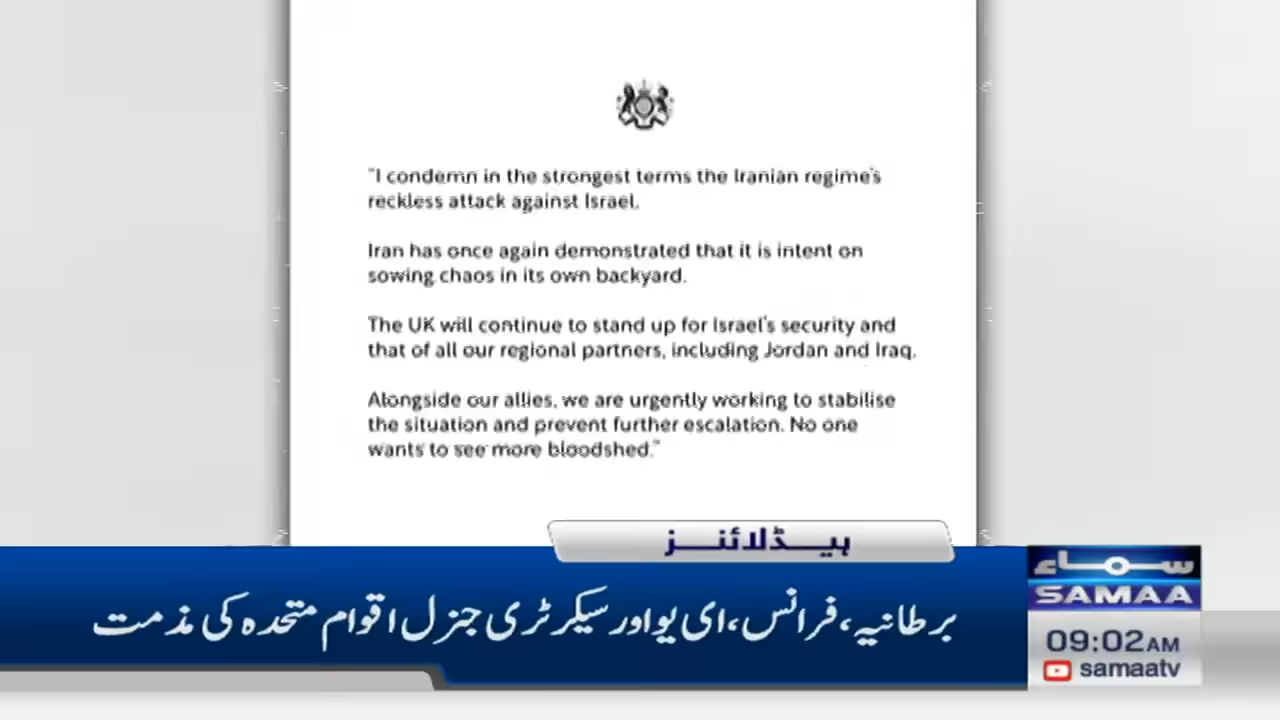 "I condemn in the strongest terms the Iranian regime's
reckless attack against Israel.
Iran has once again demonstrated that it is intent on
sowing chaos in its own backyard.
The UK will continue to stand up for Israel's security and
that of all our regional partners, including Jordan and Iraq.
Alongside our allies, we are urgently working to stabilise
the situation and prevent further escalation. No one
wants to see more bloodshed."
ہیڈلائنز
برطانیہ، فرانس، ای یو اور سیکرٹری جنرل اقوام متحدہ کی مذمت
سماء
SAMAA
09:02AM
samaatv